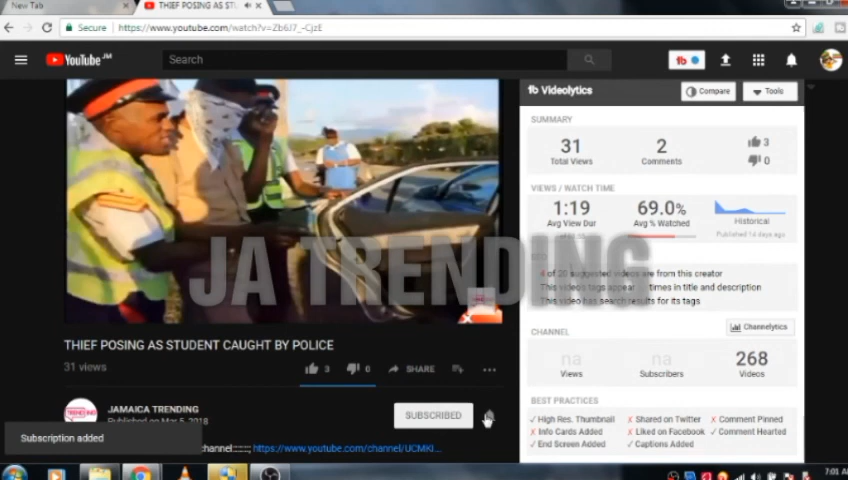 New Tab
THIEF POSING AS STU
Secure https://www.youtube.com/watch?v=Zb6J7_-CjzE
YouTube JM
Search
Videolytics
Compare
Tools
SUMMARY
31
Total Views
2
Comments
3
0
VIEWS / WATCH TIME
1:19
Avg View Dur
69.0%
Avg % Watched
Historical
Published 1d days ago
JA TRENDING
4 of 20 suggested videos are from this creator
This video's tags appear times in title and description
This video has search results for its tags
THIEF POSING AS STUDENT CAUGHT BY POLICE
31 views
3
0
SHARE
CHANNEL
Channelytics
na
Views
na
Subscribers
268
Videos
BEST PRACTICES
High Res. Thumbnail
Shared on Twitter
Comment Pinned
Info Cards Added
Liked on Facebook
Comment Hearted
End Screen Added
Captions Added
TRENDING
JAMAICA TRENDING
Published on Mar 5, 2018
SUBSCRIBED
Subscription added
channel:::::: https://www.youtube.com/channel/UCMKI...
7:01 AM